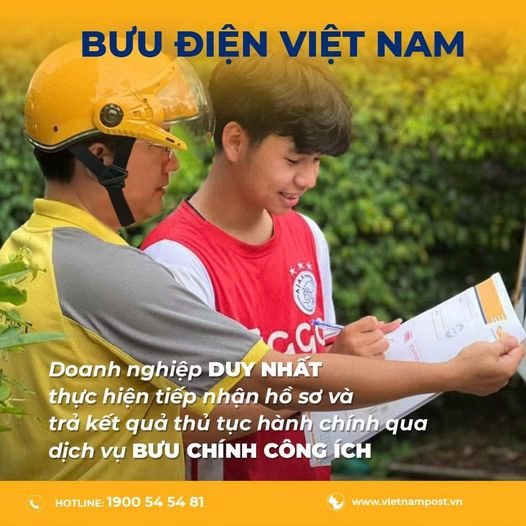 BƯU ĐIỆN VIỆT NAM
AJAX
Doanh nghiệp DUY NHẤT
thực hiện tiếp nhận hồ sơ và
trả kết quả thủ tục hành chính qua
dịch vụ BƯU CHÍNH CÔNG ÍCH
HOTLINE: 1900 54 54 81
www.vietnampost.vn